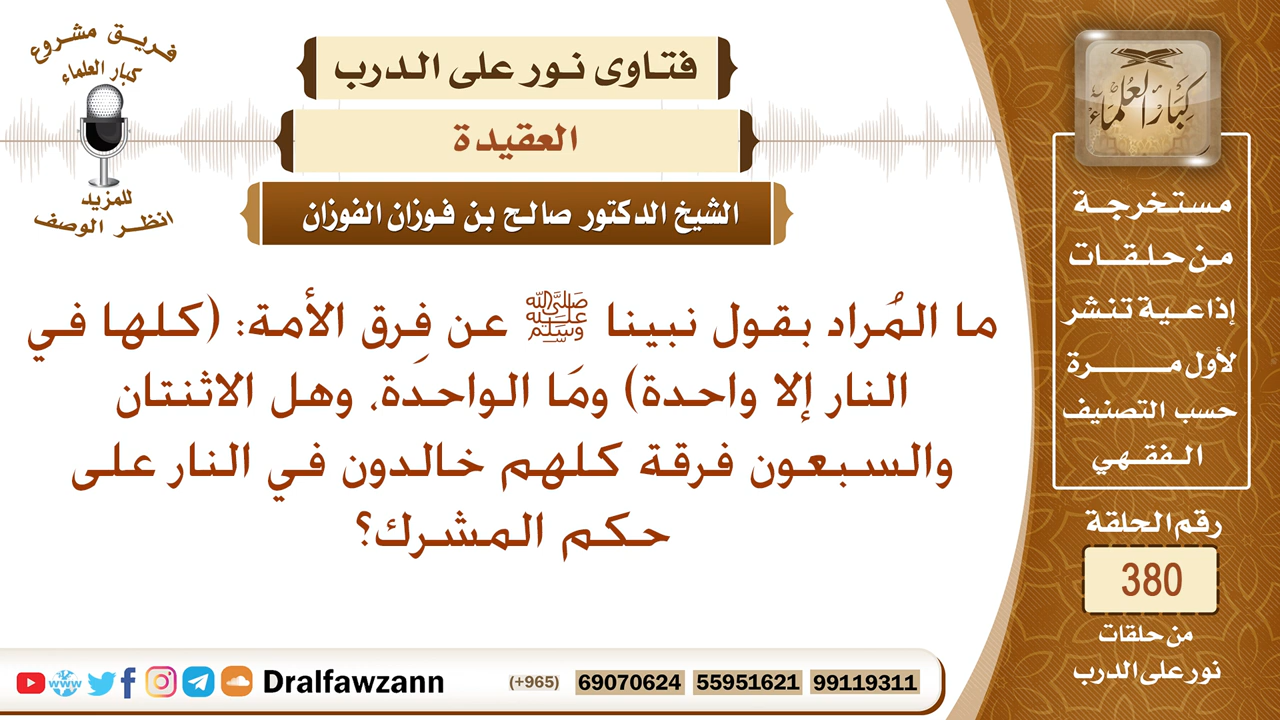 فريق مشروع
كبار العلماء
للمزيد
انظر الوصف
فتاوى نور على الدرب
العقيدة
الشيخ الدكتور صالح بن فوزان الفوزان
ما المُراد بقول نبينا ﷺ عن فِرق الأمة: (كلها في
النار إلا واحدة) ومَا الواحدة، وهل الاثنتان
والسبعون فرقة كلهم خالدون في النار على
حكم المشرك؟
كبار العلماء
مستخرجة
من حلقات
إذاعية تنشر
لأول مرة
حسب التصنيف
الفقهي
رقم الحلقة
380
من حلقات
نور على الدرب
www
Dralfawzann
(+965) 69070624 55951621 99119311